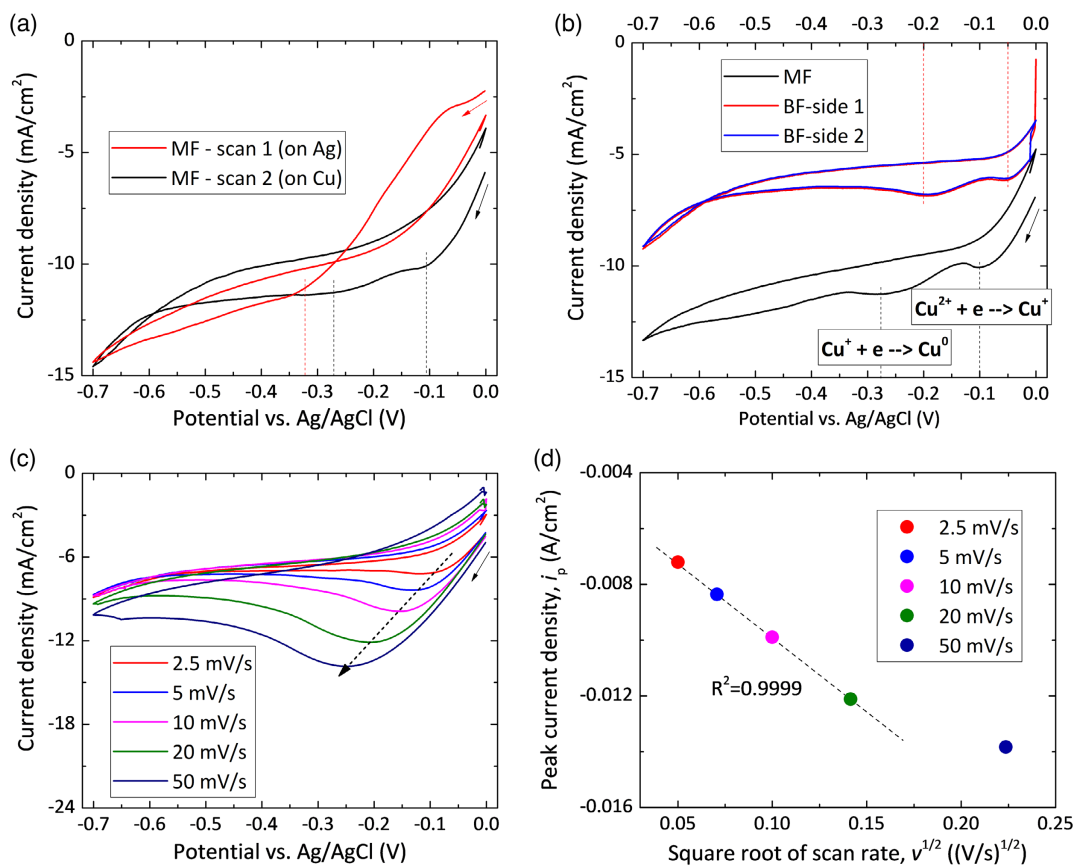 (a)
0
-5
-10
-15
Current density (mA/cm²)
MF - scan 1 (on Ag)
MF - scan 2 (on Cu)
-0.7 -0.6 -0.5 -0.4 -0.3 -0.2 -0.1 0.0
Potential vs. Ag/AgCl (V)
(b)
-0.7 -0.6 -0.5 -0.4 -0.3 -0.2 -0.1 0.0
0
-5
-10
-15
Current density (mA/cm²)
MF
BF-side 1
BF-side 2
Cu²⁺ + e --> Cu⁺
Cu⁺ + e --> Cu⁰
-0.7 -0.6 -0.5 -0.4 -0.3 -0.2 -0.1 0.0
Potential vs. Ag/AgCl (V)
(c)
0
-6
-12
-18
-24
Current density (mA/cm²)
2.5 mV/s
5 mV/s
10 mV/s
20 mV/s
50 mV/s
-0.7 -0.6 -0.5 -0.4 -0.3 -0.2 -0.1 0.0
Potential vs. Ag/AgCl (V)
(d)
-0.004
-0.008
-0.012
-0.016
Peak current density, iₚ (A/cm²)
2.5 mV/s
5 mV/s
10 mV/s
20 mV/s
50 mV/s
R²=0.9999
0.05 0.10 0.15 0.20 0.25
Square root of scan rate, v¹ᐟ² ((V/s)¹ᐟ²)